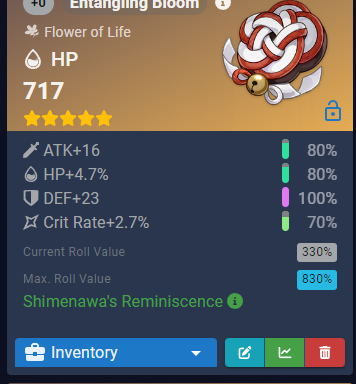 +0 Entangling Bloom
Flower of Life
HP
717
ATK+16 80%
HP+4.7% 80%
DEF+23 100%
Crit Rate+2.7% 70%
Current Roll Value 330%
Max. Roll Value 830%
Shimenawa's Reminiscence
Inventory